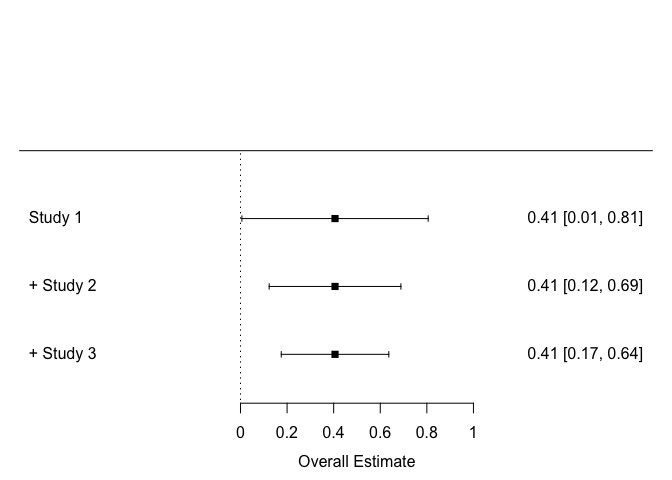 Study 1 0.41 [0.01, 0.81]
+ Study 2 0.41 [0.12, 0.69]
+ Study 3 0.41 [0.17, 0.64]
0 0.2 0.4 0.6 0.8 1
Overall Estimate